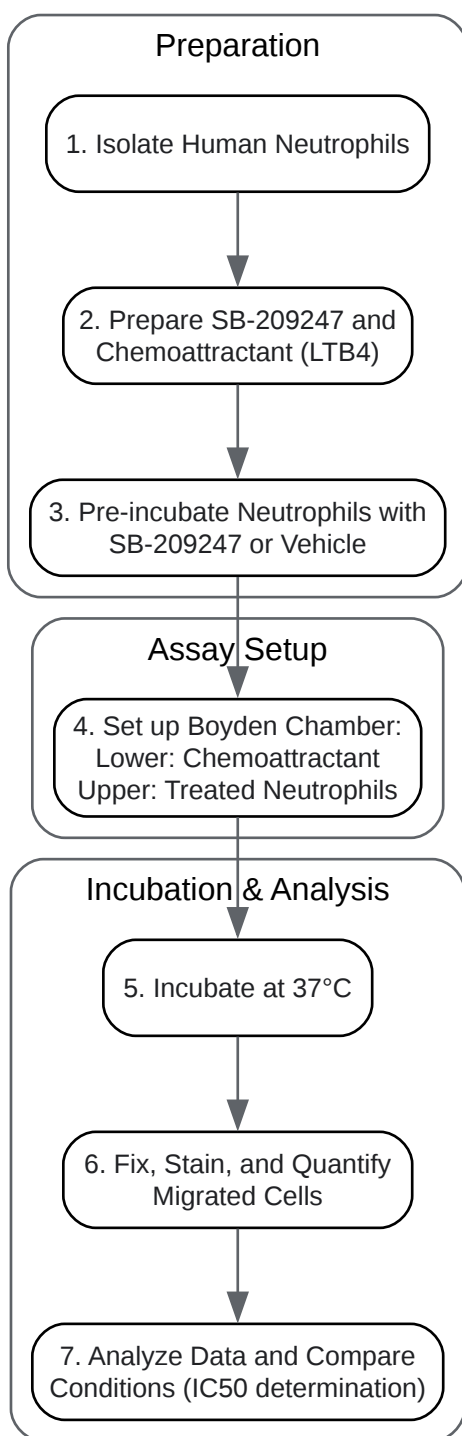 Preparation
1. Isolate Human Neutrophils
2. Prepare SB-209247 and
Chemoattractant (LTB4)
3. Pre-incubate Neutrophils with
SB-209247 or Vehicle
Assay Setup
4. Set up Boyden Chamber:
Lower: Chemoattractant
Upper: Treated Neutrophils
Incubation & Analysis
5. Incubate at 37°C
6. Fix, Stain, and Quantify
Migrated Cells
7. Analyze Data and Compare
Conditions (IC50 determination)